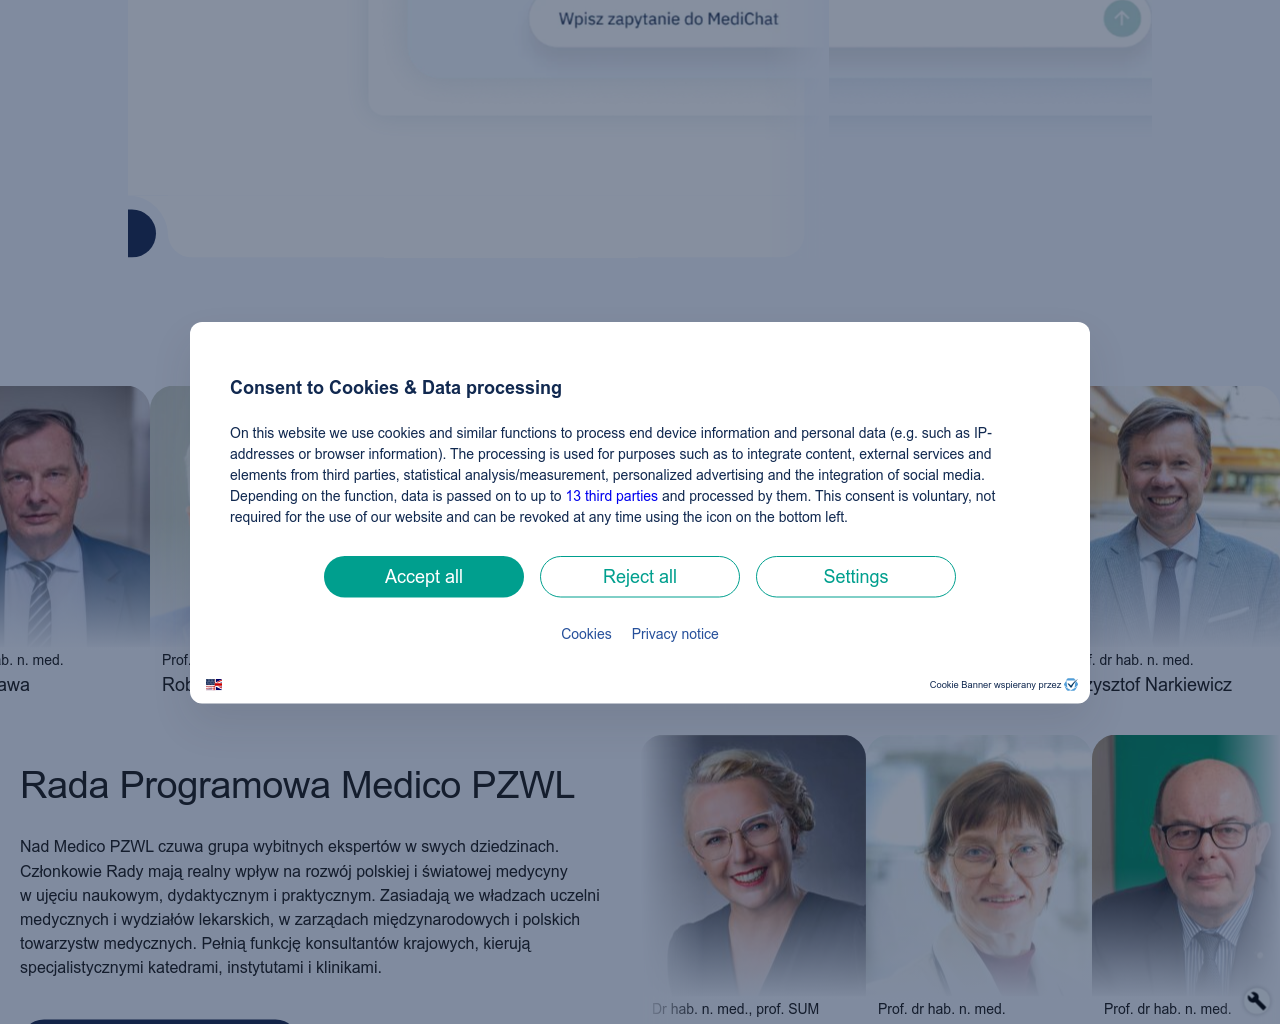 Wpisz zapytanie do MediChat
Consent to Cookies & Data processing
On this website we use cookies and similar functions to process end device information and personal data (e.g. such as IP-
addresses or browser information). The processing is used for purposes such as to integrate content, external services and
elements from third parties, statistical analysis/measurement, personalized advertising and the integration of social media.
Depending on the function, data is passed on to up to 13 third parties and processed by them. This consent is voluntary, not
required for the use of our website and can be revoked at any time using the icon on the bottom left.
Accept all
Reject all
Settings
Cookies
Privacy notice
Cookie Banner wspierany przez
n. med.
Prof.
dr hab. n. med.
Narkiewicz
Rada Programowa Medico PZWL
Nad Medico PZWL czuwa grupa wybitnych ekspertów w swych dziedzinach.
Członkowie Rady mają realny wpływ na rozwój polskiej i światowej medycyny
w ujęciu naukowym, dydaktycznym i praktycznym. Zasiadają we władzach uczelni
medycznych i wydziałów lekarskich, w zarządach międzynarodowych i polskich
towarzystw medycznych. Pełnią funkcję konsultantów krajowych, kierują
specjalistycznymi katedrami, instytutami i klinikami.
Dr hab. n. med., prof. SUM
Prof. dr hab. n. med.
Prof. dr hab. n. med.